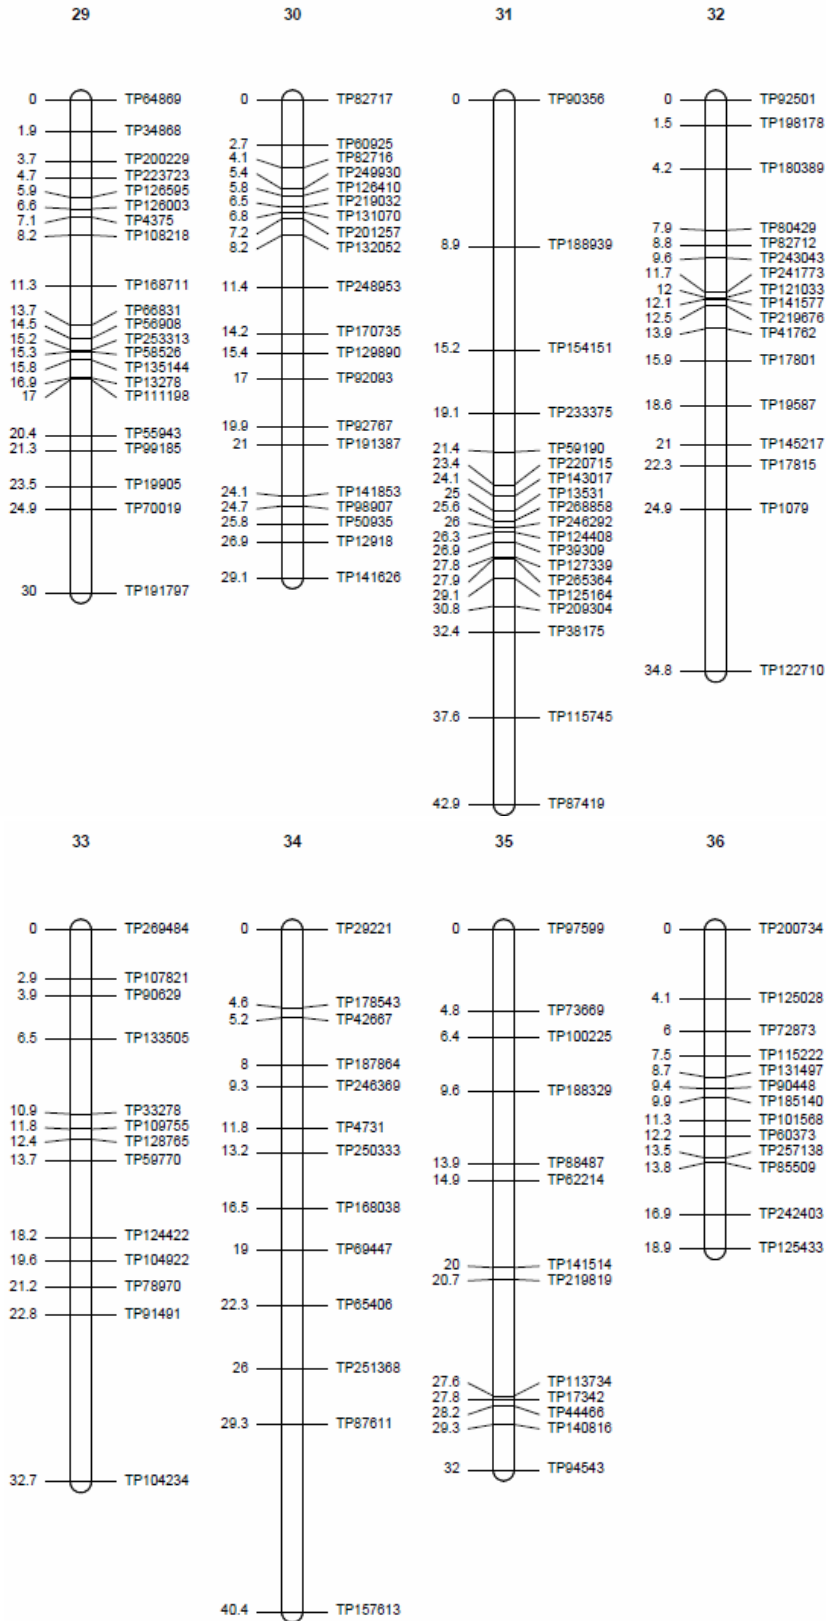 29
0 TP64869
1.9 TP34868
3.7 TP200229
4.7 TP223723
5.9 TP126595
6.6 TP126003
7.1 TP4375
8.2 TP108218
11.3 TP168711
13.7 TP66831
14.5 TP56908
15.2 TP253313
15.3 TP58526
15.8 TP135144
16.9 TP13278
17 TP111198
20.4 TP55943
21.3 TP99185
23.5 TP19905
24.9 TP70019
30 TP191797
30
0 TP82717
2.7 TP60925
4.1 TP82716
5.4 TP249930
5.8 TP126410
6.5 TP219032
6.8 TP131070
7.2 TP201257
8.2 TP132052
11.4 TP248953
14.2 TP170735
15.4 TP129890
17 TP92093
19.9 TP92767
21 TP191387
24.1 TP141853
24.7 TP98907
25.8 TP50935
26.9 TP12918
29.1 TP141626
31
0 TP90356
8.9 TP188939
15.2 TP154151
19.1 TP233375
21.4 TP59190
23.4 TP220715
24.1 TP143017
25 TP13531
25.6 TP268858
26 TP246292
26.3 TP124408
26.9 TP39309
27.8 TP127339
27.9 TP265364
29.1 TP125164
30.8 TP209304
32.4 TP38175
37.6 TP115745
42.9 TP87419
32
0 TP92501
1.5 TP198178
4.2 TP180389
7.9 TP80429
8.8 TP82712
9.6 TP243043
11.7 TP241773
12 TP121033
12.1 TP141577
12.5 TP219676
13.9 TP41762
15.9 TP17801
18.6 TP19587
21 TP145217
22.3 TP17815
24.9 TP1079
34.8 TP122710
33
0 TP269484
2.9 TP107821
3.9 TP90629
6.5 TP133505
10.9 TP33278
11.8 TP109755
12.4 TP128765
13.7 TP59770
18.2 TP124422
19.6 TP104922
21.2 TP78970
22.8 TP91491
32.7 TP104234
34
0 TP29221
4.6 TP178543
5.2 TP42667
8 TP187864
9.3 TP246369
11.8 TP4731
13.2 TP250333
16.5 TP168038
19 TP69447
22.3 TP65406
26 TP251368
29.3 TP87611
40.4 TP157613
35
0 TP97599
4.8 TP73669
6.4 TP100225
9.6 TP188329
13.9 TP88487
14.9 TP62214
20 TP141514
20.7 TP219819
27.6 TP113734
27.8 TP17342
28.2 TP44466
29.3 TP140816
32 TP94543
36
0 TP200734
4.1 TP125028
6 TP72873
7.5 TP115222
8.7 TP131497
9.4 TP90448
9.9 TP185140
11.3 TP101568
12.2 TP60373
13.5 TP257138
13.8 TP85509
16.9 TP242403
18.9 TP125433